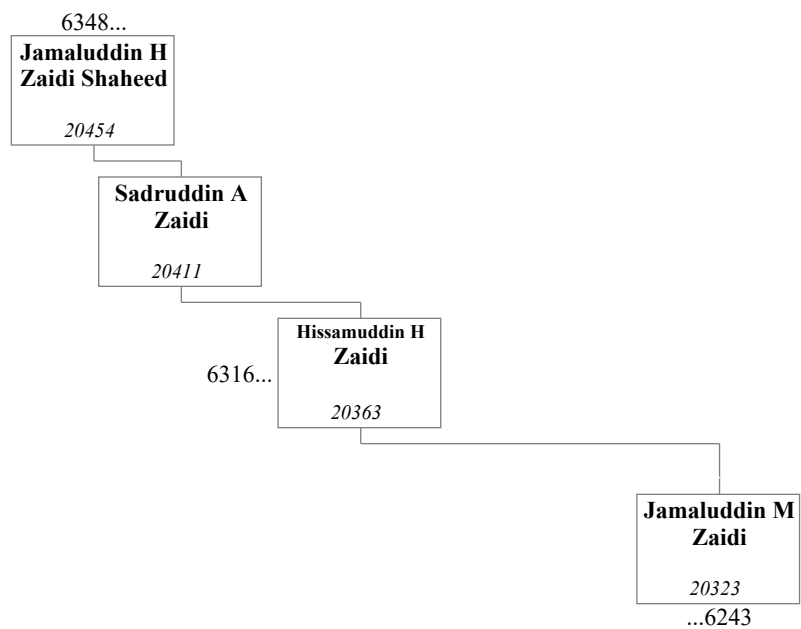 6348...
Jamaluddin H
Zaidi Shaheed
20454
Sadruddin A
Zaidi
20411
Hissamuddin H
Zaidi
6316...
20363
Jamaluddin M
Zaidi
20323
...6243